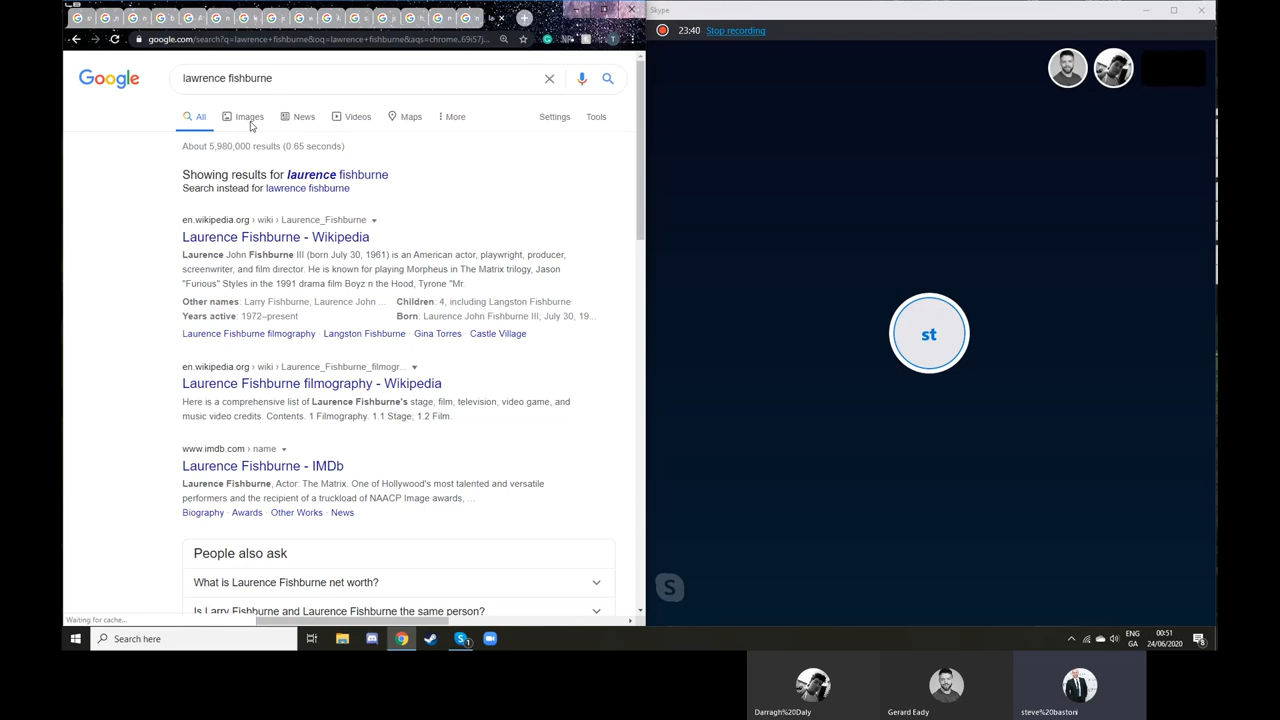 Skype
23:40 Stop recording
google.com/search?q=lawrence+fishburne&oq=lawrence+fishburne&aqs=chrome..69i57j...
Google
lawrence fishburne
All Images News Videos Maps More Settings Tools
About 5,980,000 results (0.65 seconds)
Showing results for laurence fishburne
Search instead for lawrence fishburne
en.wikipedia.org › wiki › Laurence_Fishburne
Laurence Fishburne - Wikipedia
Laurence John Fishburne III (born July 30, 1961) is an American actor, playwright, producer,
screenwriter, and film director. He is known for playing Morpheus in The Matrix trilogy, Jason
"Furious" Styles in the 1991 drama film Boyz n the Hood, Tyrone "Mr.
Other names: Larry Fishburne, Laurence John ... Children: 4, including Langston Fishburne
Years active: 1972–present Born: Laurence John Fishburne III; July 30, 19...
Laurence Fishburne filmography · Langston Fishburne · Gina Torres · Castle Village
en.wikipedia.org › wiki › Laurence_Fishburne_filmogr...
Laurence Fishburne filmography - Wikipedia
Here is a comprehensive list of Laurence Fishburne's stage, film, television, video game, and
music video credits. Contents. 1 Filmography. 1.1 Stage; 1.2 Film.
www.imdb.com › name
Laurence Fishburne - IMDb
Laurence Fishburne, Actor: The Matrix. One of Hollywood's most talented and versatile
performers and the recipient of a truckload of NAACP Image awards, ...
Biography · Awards · Other Works · News
People also ask
What is Laurence Fishburne net worth?
Is Larry Fishburne and Laurence Fishburne the same person?
Waiting for cache...
st
Search here
ENG
GA
00:51
24/06/2020
Darragh%20Daly
Gerard Eady
steve%20bastoni